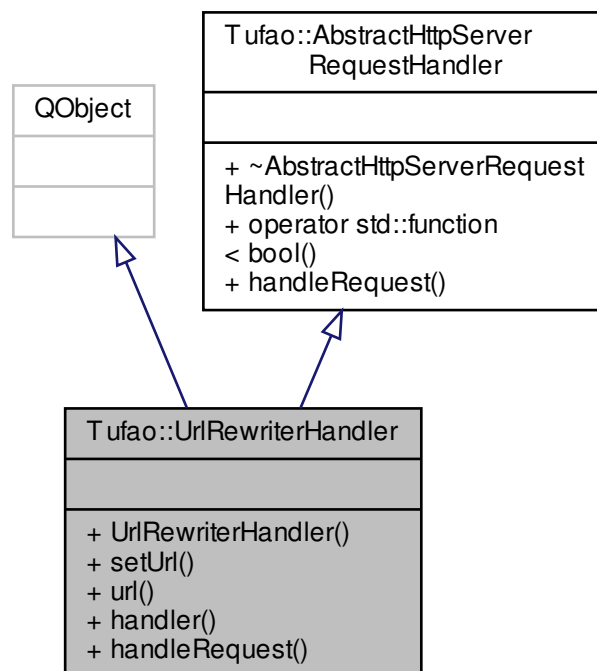 Tufao::AbstractHttpServer
RequestHandler
QObject
+ ~AbstractHttpServerRequest
Handler()
+ operator std::function
< bool()
+ handleRequest()
Tufao::UrlRewriterHandler
+ UrlRewriterHandler()
+ setUrl()
+ url()
+ handler()
+ handleRequest()